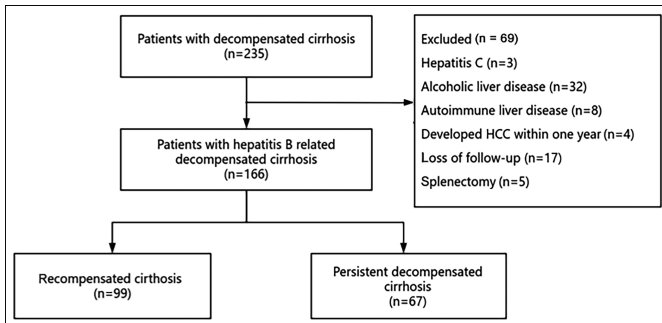 Patients with decompensated cirrhosis
(n=235)
Excluded (n = 69)
Hepatitis C (n=3)
Alcoholic liver disease (n=32)
Autoimmune liver disease (n=8)
Developed HCC within one year (n=4)
Loss of follow-up (n=17)
Splenectomy (n=5)
Patients with hepatitis B related
decompensated cirrhosis
(n=166)
Recompensated cirthosis
(n=99)
Persistent decompensated
cirrhosis
(n=67)